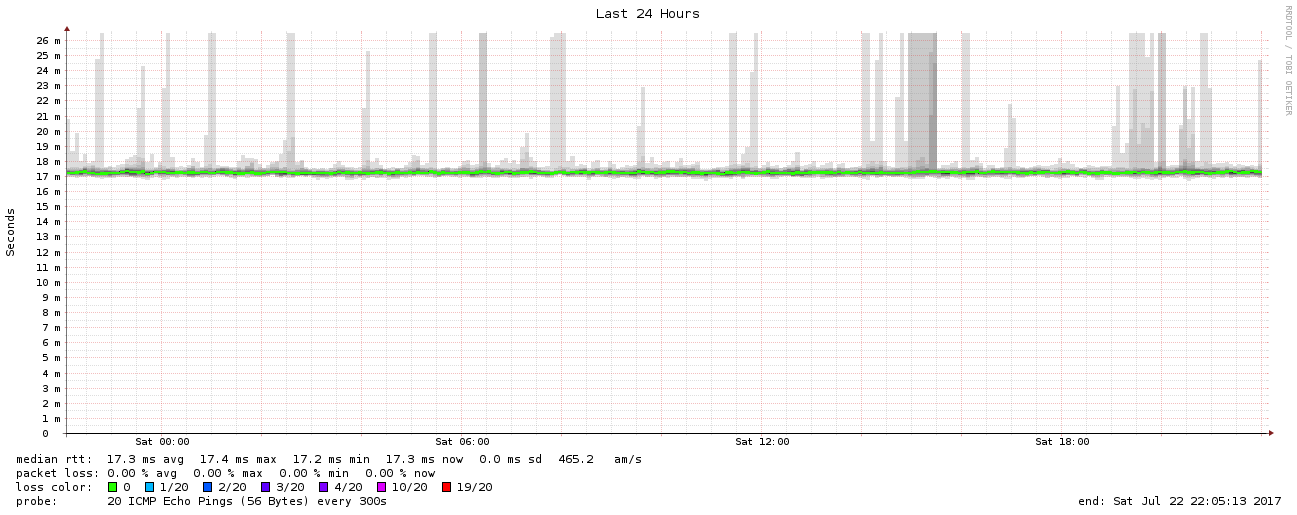 Last 24 Hours
RRDTOOL / TOBI OETIKER
Seconds
26 m
25 m
24 m
23 m
22 m
21 m
20 m
19 m
18 m
17 m
16 m
15 m
14 m
13 m
12 m
11 m
10 m
9 m
8 m
7 m
6 m
5 m
4 m
3 m
2 m
1 m
0
Sat 00:00 Sat 06:00 Sat 12:00 Sat 18:00
median rtt: 17.3 ms avg 17.4 ms max 17.2 ms min 17.3 ms now 0.0 ms sd 465.2 am/s
packet loss: 0.00 % avg 0.00 % max 0.00 % min 0.00 % now
loss color: 0 1/20 2/20 3/20 4/20 10/20 19/20
probe: 20 ICMP Echo Pings (56 Bytes) every 300s end: Sat Jul 22 22:05:13 2017